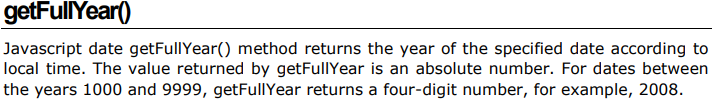 getFullYear()
Javascript date getFullYear() method returns the year of the specified date according to
local time. The value returned by getFullYear is an absolute number. For dates between
the years 1000 and 9999, getFullYear returns a four-digit number, for example, 2008.